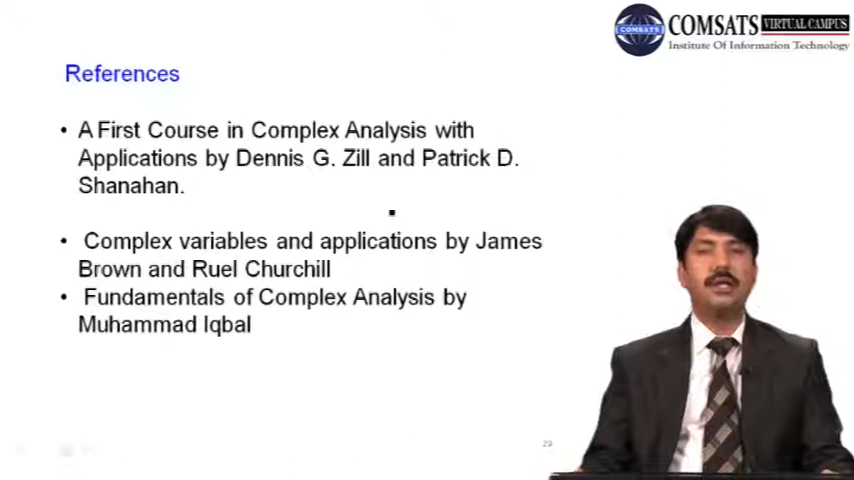 COMSATS
COMSATS VIRTUAL CAMPUS
Institute Of Information Technology
References
• A First Course in Complex Analysis with
Applications by Dennis G. Zill and Patrick D.
Shanahan.
• Complex variables and applications by James
Brown and Ruel Churchill
• Fundamentals of Complex Analysis by
Muhammad Iqbal
29